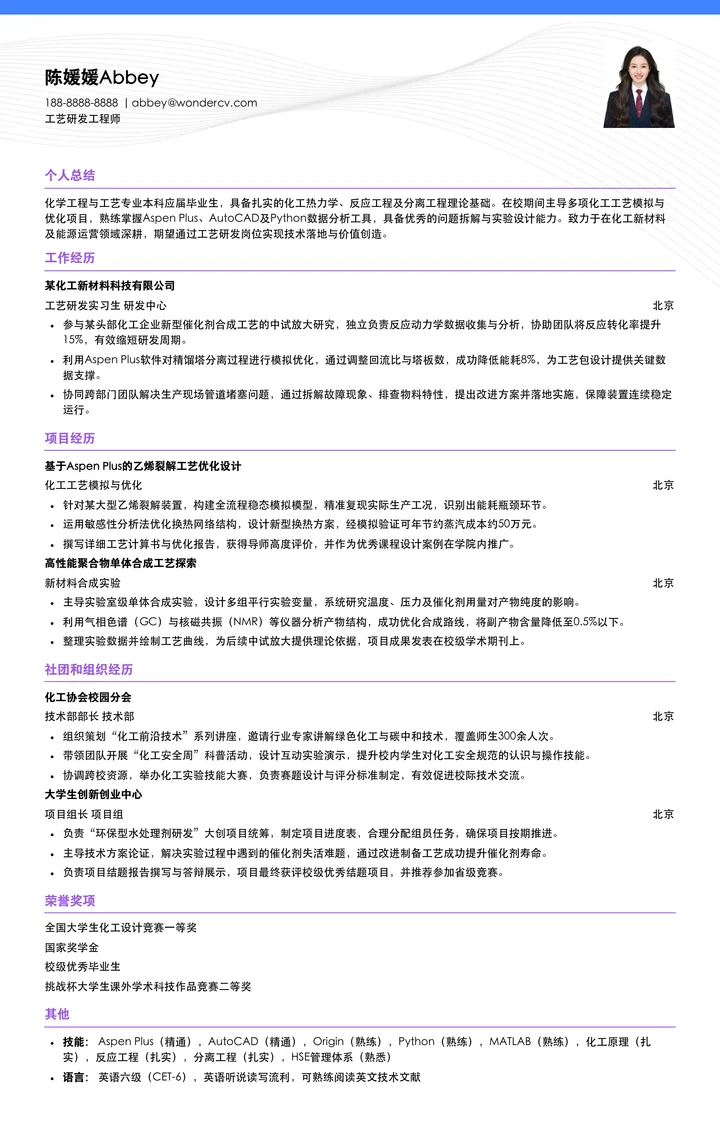 陈媛媛Abbey
188-8888-8888 | abbey@wondercv.com
工艺研发工程师
个人总结
化学工程与工艺专业本科应届毕业生，具备扎实的化工热力学、反应工程及分离工程理论基础。在校期间主导多项化工工艺模拟与
优化项目，熟练掌握Aspen Plus、AutoCAD及Python数据分析工具，具备优秀的问题拆解与实验设计能力。致力于在化工新材料
及能源运营领域深耕，期望通过工艺研发岗位实现技术落地与价值创造。
工作经历
某化工新材料科技有限公司
工艺研发实习生 研发中心 北京
• 参与某头部化工企业新型催化剂合成工艺的中试放大研究，独立负责反应动力学数据收集与分析，协助团队将反应转化率提升
15%，有效缩短研发周期。
• 利用Aspen Plus软件对精馏塔分离过程进行模拟优化，通过调整回流比与塔板数，成功降低能耗8%，为工艺包设计提供关键数
据支撑。
• 协同跨部门团队解决生产现场管道堵塞问题，通过拆解故障现象、排查物料特性，提出改进方案并落地实施，保障装置连续稳定
运行。
项目经历
基于Aspen Plus的乙烯裂解工艺优化设计
化工工艺模拟与优化 北京
• 针对某大型乙烯裂解装置，构建全流程稳态模拟模型，精准复现实际生产工况，识别出能耗瓶颈环节。
• 运用敏感性分析法优化换热网络结构，设计新型换热方案，经模拟验证可年节约蒸汽成本约50万元。
• 撰写详细工艺计算书与优化报告，获得导师高度评价，并作为优秀课程设计案例在学院内推广。
高性能聚合物单体合成工艺探索
新材料合成实验 北京
• 主导实验室级单体合成实验，设计多组平行实验变量，系统研究温度、压力及催化剂用量对产物纯度的影响。
• 利用气相色谱（GC）与核磁共振（NMR）等仪器分析产物结构，成功优化合成路线，将副产物含量降低至0.5%以下。
• 整理实验数据并绘制工艺曲线，为后续中试放大提供理论依据，项目成果发表在校级学术期刊上。
社团和组织经历
化工协会校园分会
技术部部长 技术部 北京
• 组织策划“化工前沿技术”系列讲座，邀请行业专家讲解绿色化工与碳中和技术，覆盖师生300余人次。
• 带领团队开展“化工安全周”科普活动，设计互动实验演示，提升校内学生对化工安全规范的认识与操作技能。
• 协调跨校资源，举办化工实验技能大赛，负责赛题设计与评分标准制定，有效促进校际技术交流。
大学生创新创业中心
项目组长 项目组 北京
• 负责“环保型水处理剂研发”大创项目统筹，制定项目进度表，合理分配组员任务，确保项目按期推进。
• 主导技术方案论证，解决实验过程中遇到的催化剂失活难题，通过改进制备工艺成功提升催化剂寿命。
• 负责项目结题报告撰写与答辩展示，项目最终获评校级优秀结题项目，并推荐参加省级竞赛。
荣誉奖项
全国大学生化工设计竞赛一等奖
国家奖学金
校级优秀毕业生
挑战杯大学生课外学术科技作品竞赛二等奖
其他
• 技能： Aspen Plus（精通），AutoCAD（精通），Origin（熟练），Python（熟练），MATLAB（熟练），化工原理（扎
实），反应工程（扎实），分离工程（扎实），HSE管理体系（熟悉）
• 语言： 英语六级（CET-6），英语听说读写流利，可熟练阅读英文技术文献